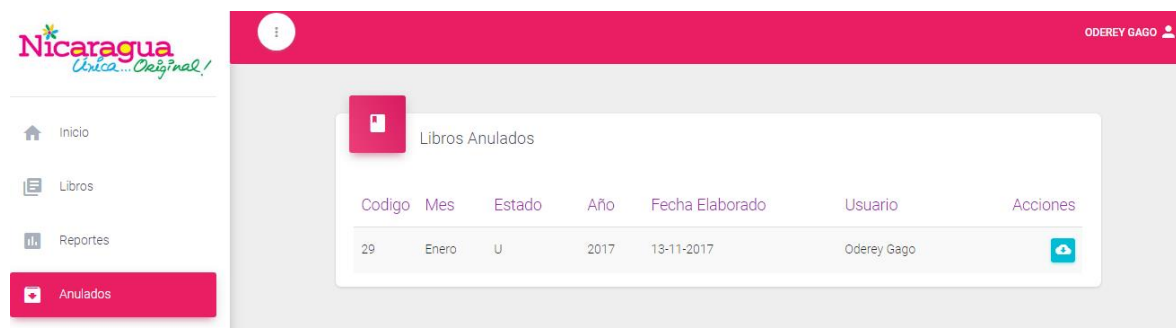 Nicaragua
Única...Original!
ODEREY GAGO
Inicio
Libros
Reportes
Anulados
Libros Anulados
Codigo Mes Estado Año Fecha Elaborado Usuario Acciones
29 Enero U 2017 13-11-2017 Oderey Gago